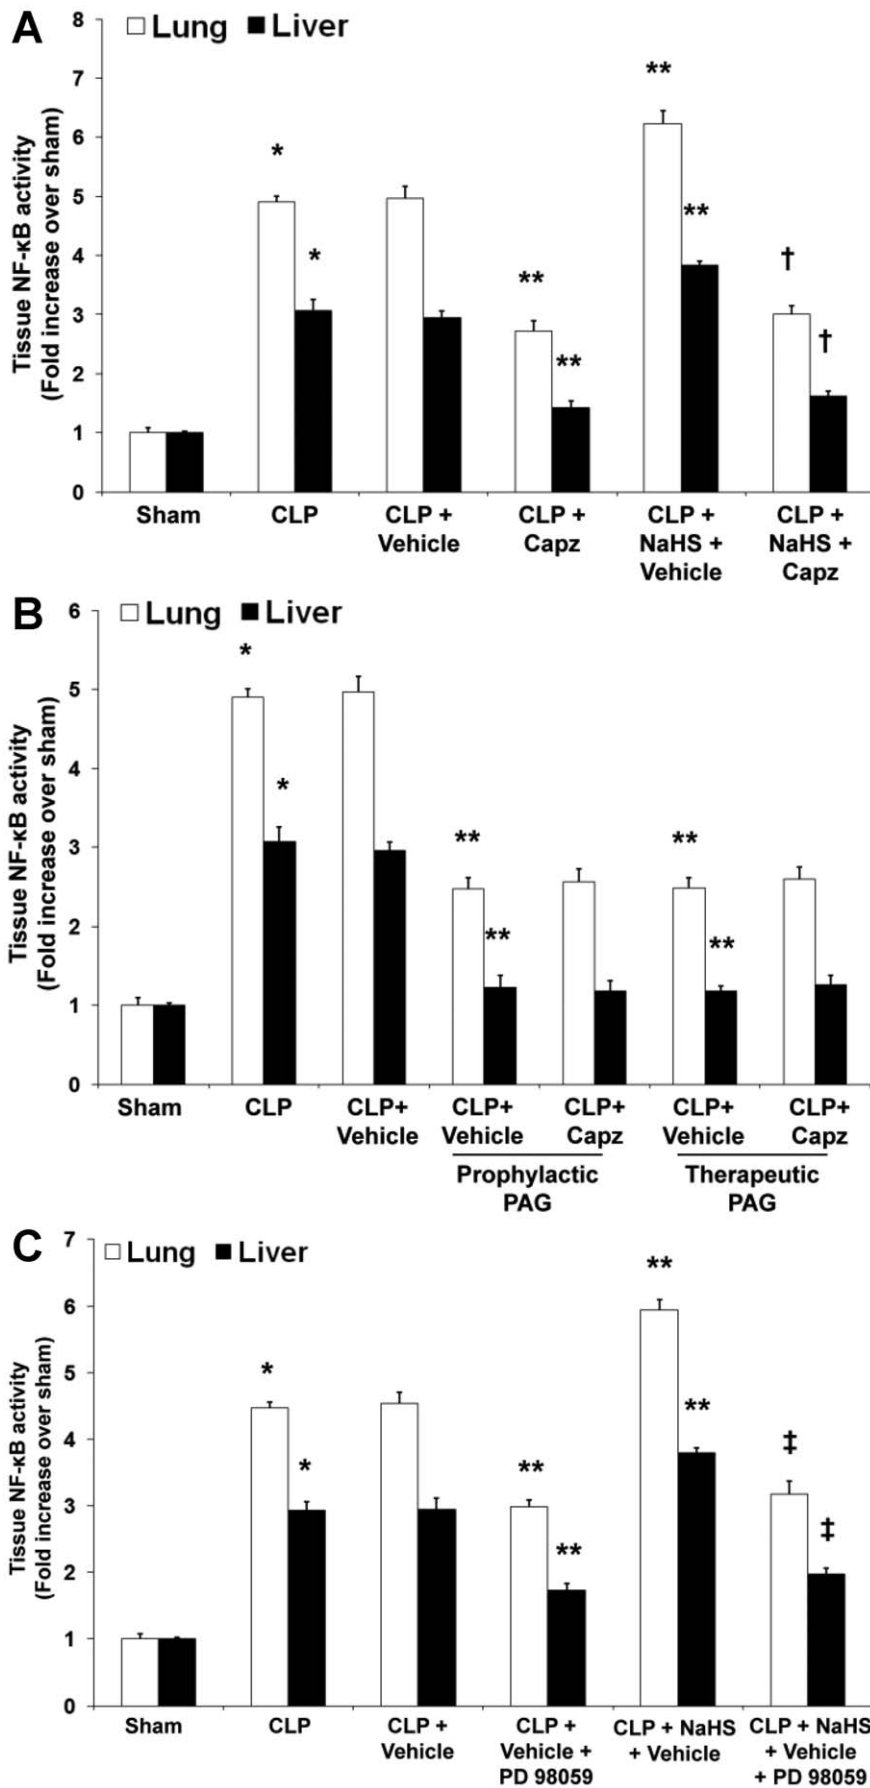 A
Lung Liver
Tissue NF-κB activity
(Fold increase over sham)
8
7
6
5
4
3
2
1
0
*
*
**
**
**
**
†
†
Sham CLP CLP + CLP + CLP + CLP +
Vehicle Capz NaHS + NaHS +
Vehicle Capz
B
Lung Liver
Tissue NF-κB activity
(Fold increase over sham)
6
5
4
3
2
1
0
*
*
**
**
**
**
Sham CLP CLP+ CLP+ CLP+ CLP+ CLP+
Vehicle Vehicle Capz Vehicle Capz
Prophylactic Therapeutic
PAG PAG
C
Lung Liver
Tissue NF-κB activity
(Fold increase over sham)
7
6
5
4
3
2
1
0
*
*
**
**
**
**
‡
‡
Sham CLP CLP + CLP + CLP + NaHS CLP + NaHS
Vehicle Vehicle + + Vehicle + Vehicle
PD 98059 + PD 98059